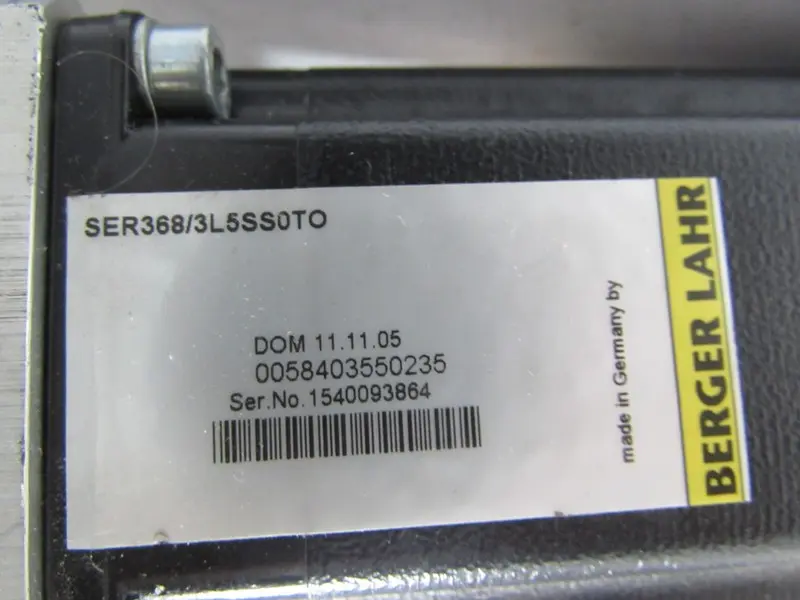 SER368/3L5SS0TO
DOM 11.11.05
0058403550235
Ser.No.1540093864
made in Germany by
BERGER LAHR